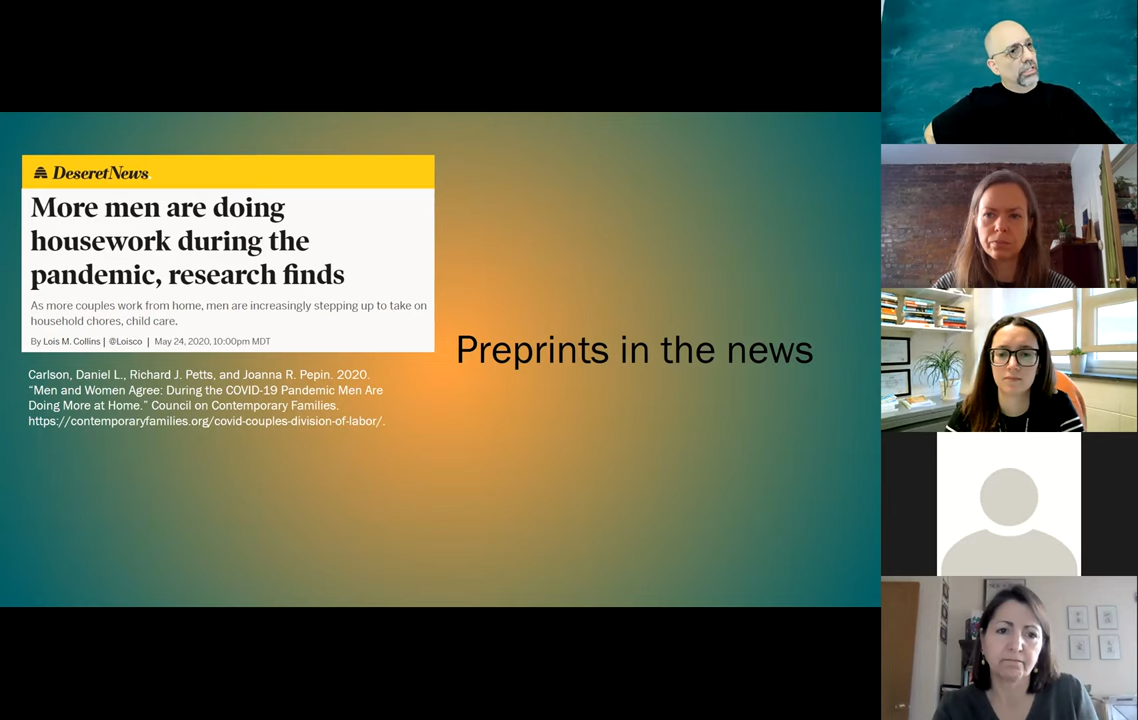 DeseretNews.
More men are doing
housework during the
pandemic, research finds
As more couples work from home, men are increasingly stepping up to take on
household chores, child care.
By Lois M. Collins | @Loisco | May 24, 2020, 10:00pm MDT
Carlson, Daniel L., Richard J. Petts, and Joanna R. Pepin. 2020.
“Men and Women Agree: During the COVID-19 Pandemic Men Are
Doing More at Home.” Council on Contemporary Families.
https://contemporaryfamilies.org/covid-couples-division-of-labor/.
Preprints in the news